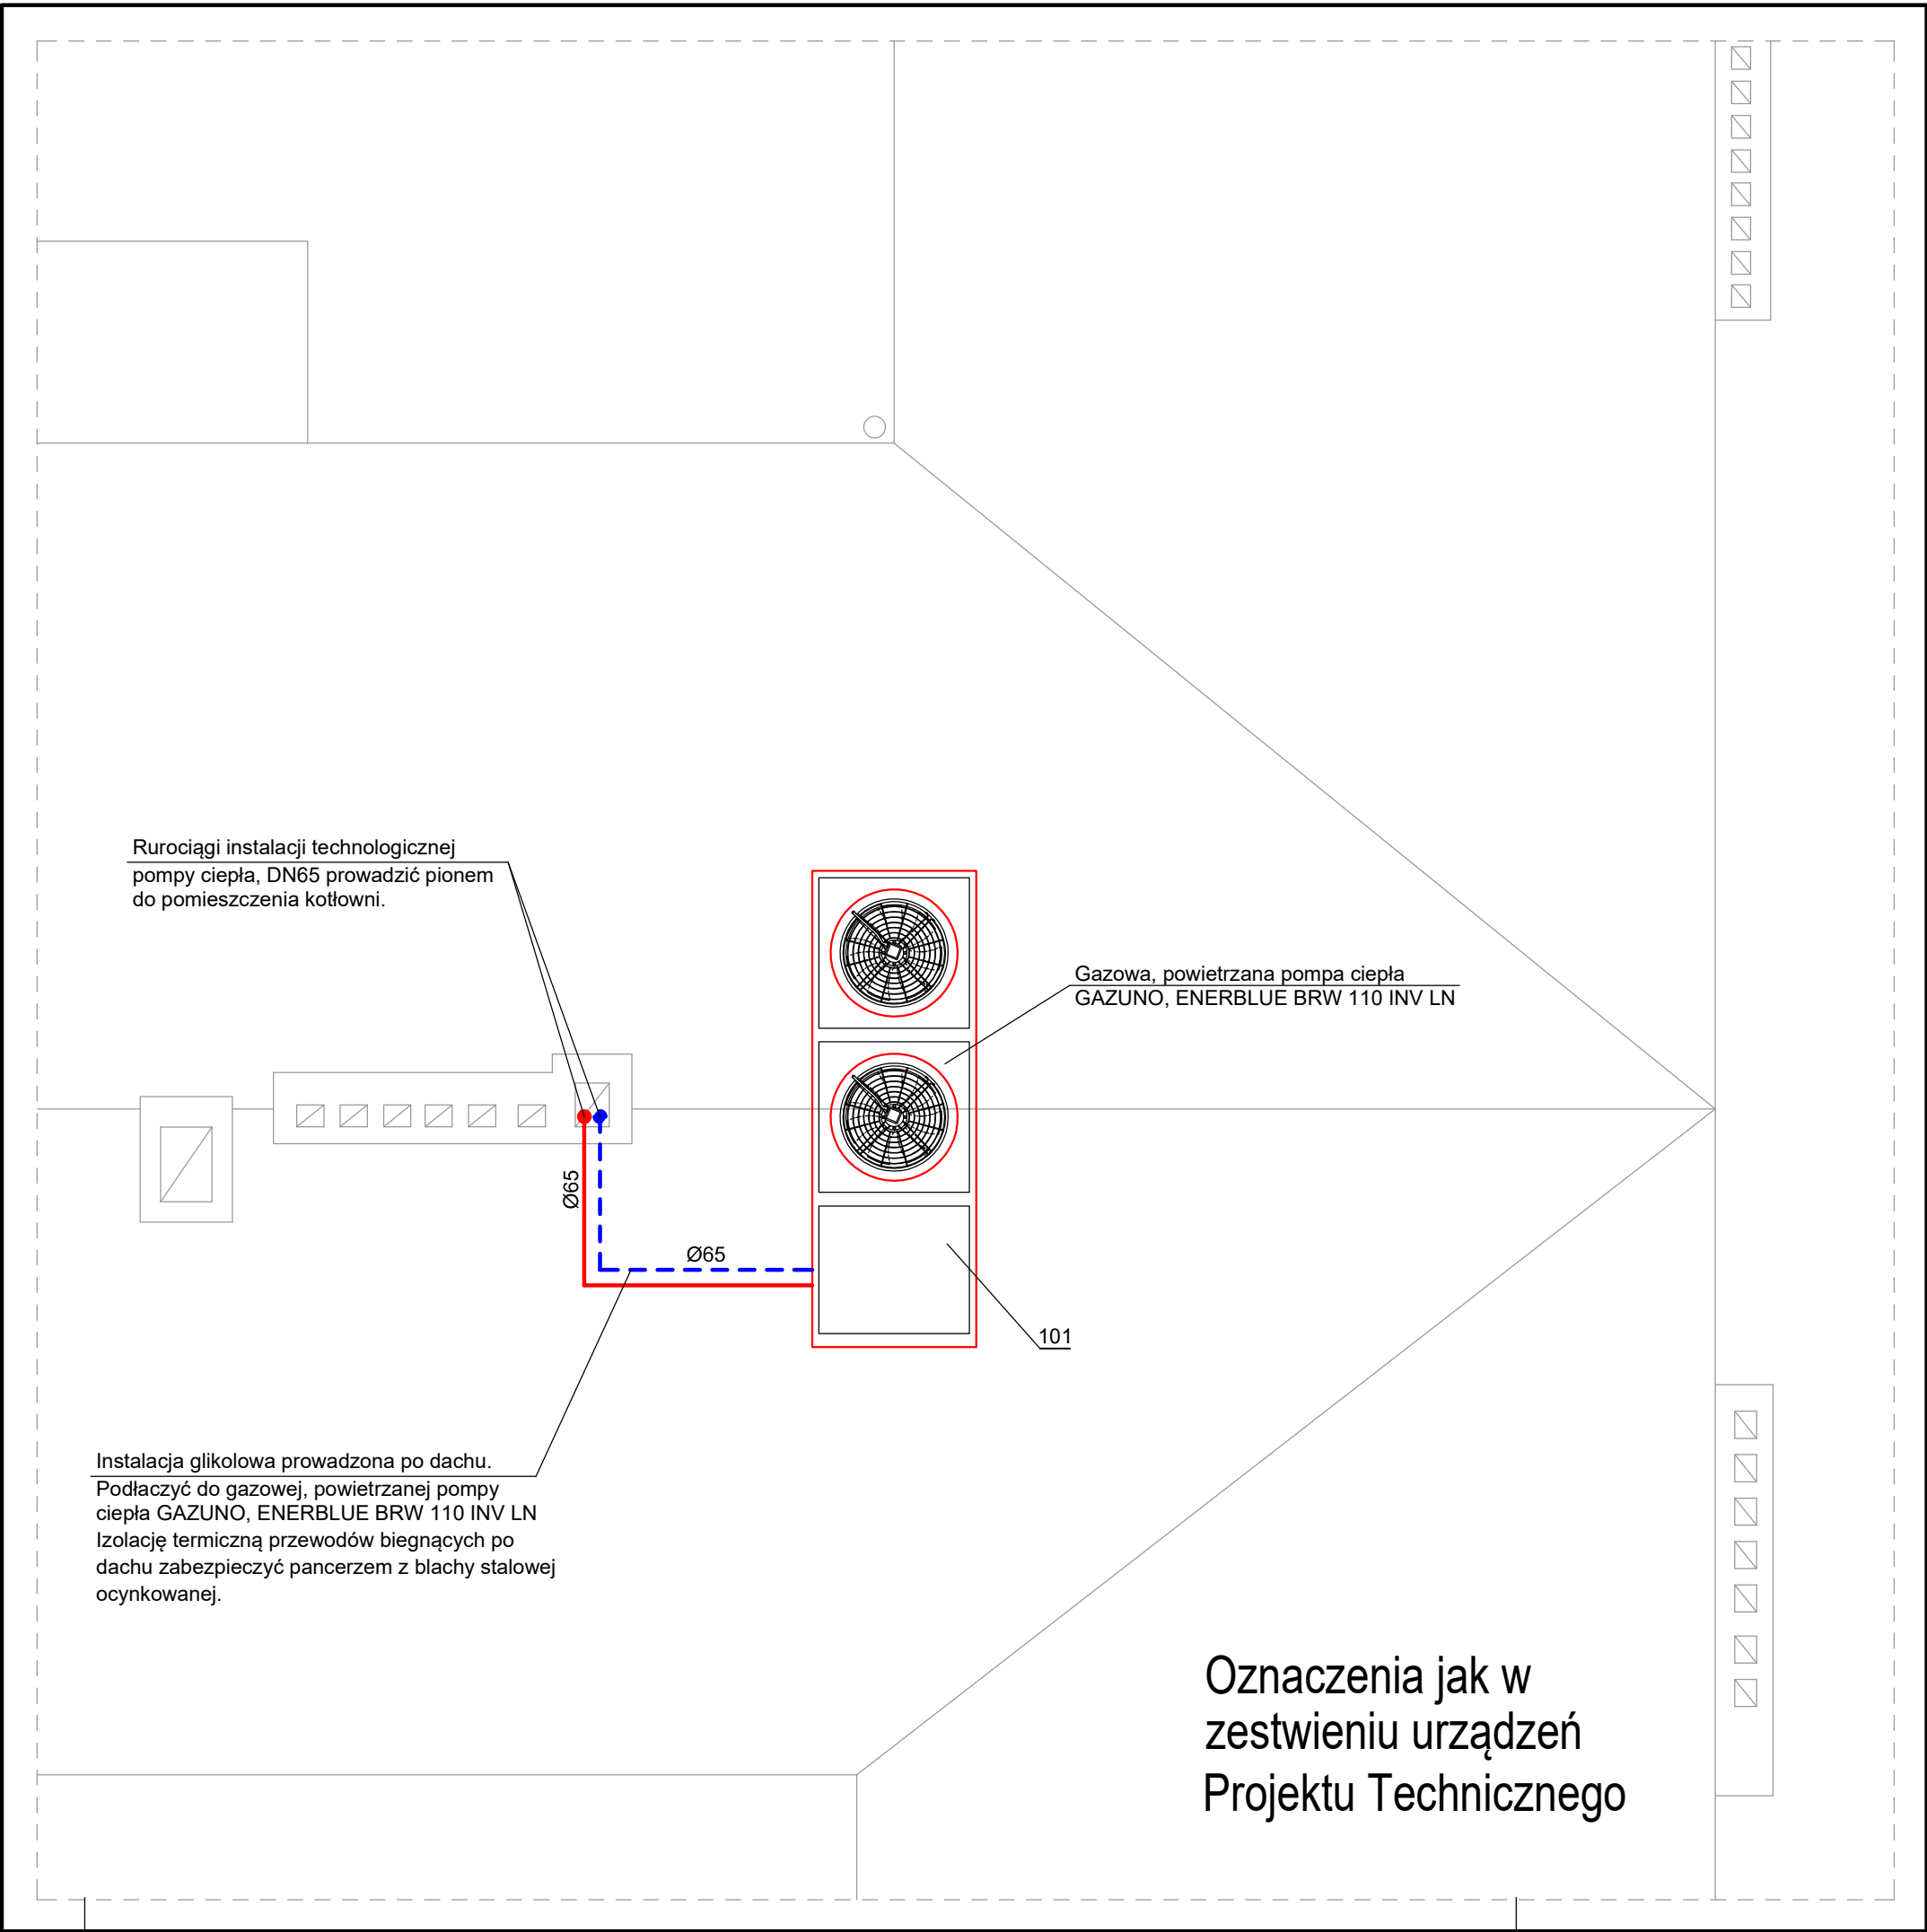 Rurociągi instalacji technologicznej
pompy ciepła, DN65 prowadzić pionem
do pomieszczenia kotłowni.
Gazowa, powietrzana pompa ciepła
GAZUNO, ENERBLUE BRW 110 INV LN
Ø65
Ø65
101
Instalacja glikolowa prowadzona po dachu.
Podłaczyć do gazowej, powietrzanej pompy
ciepła GAZUNO, ENERBLUE BRW 110 INV LN
Izolację termiczną przewodów biegnących po
dachu zabezpieczyć pancerzem z blachy stalowej
ocynkowanej.
Oznaczenia jak w
zestwieniu urządzeń
Projektu Technicznego